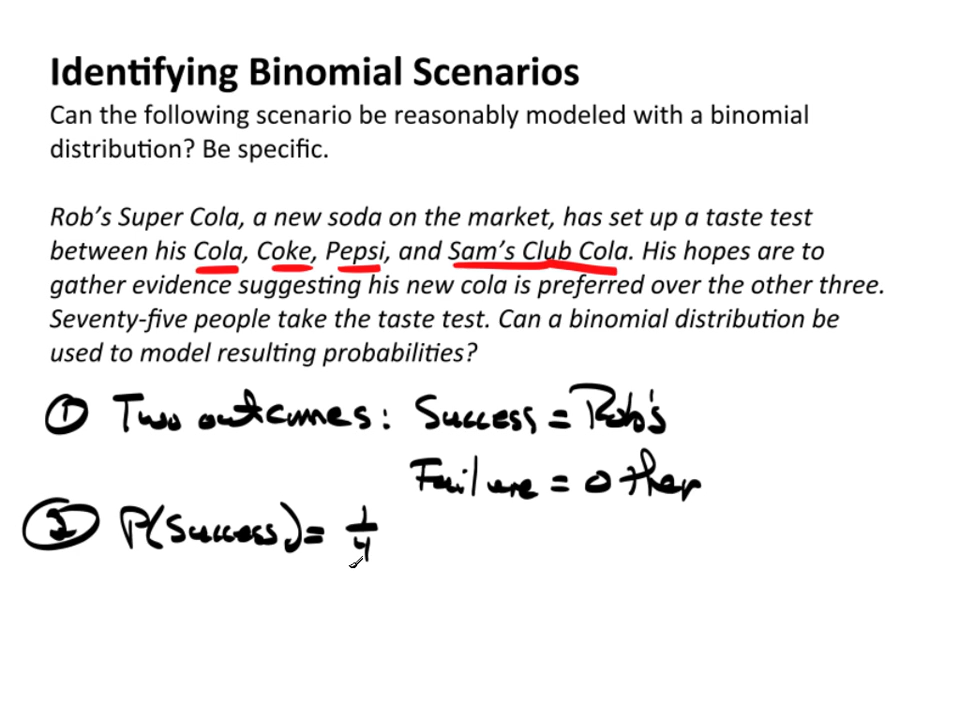 Identifying Binomial Scenarios
Can the following scenario be reasonably modeled with a binomial
distribution? Be specific.
Rob's Super Cola, a new soda on the market, has set up a taste test
between his Cola, Coke, Pepsi, and Sam's Club Cola. His hopes are to
gather evidence suggesting his new cola is preferred over the other three.
Seventy-five people take the taste test. Can a binomial distribution be
used to model resulting probabilities?
① Two outcomes: Success = Rob's
Failure = Other
② P(Success) = 1/4